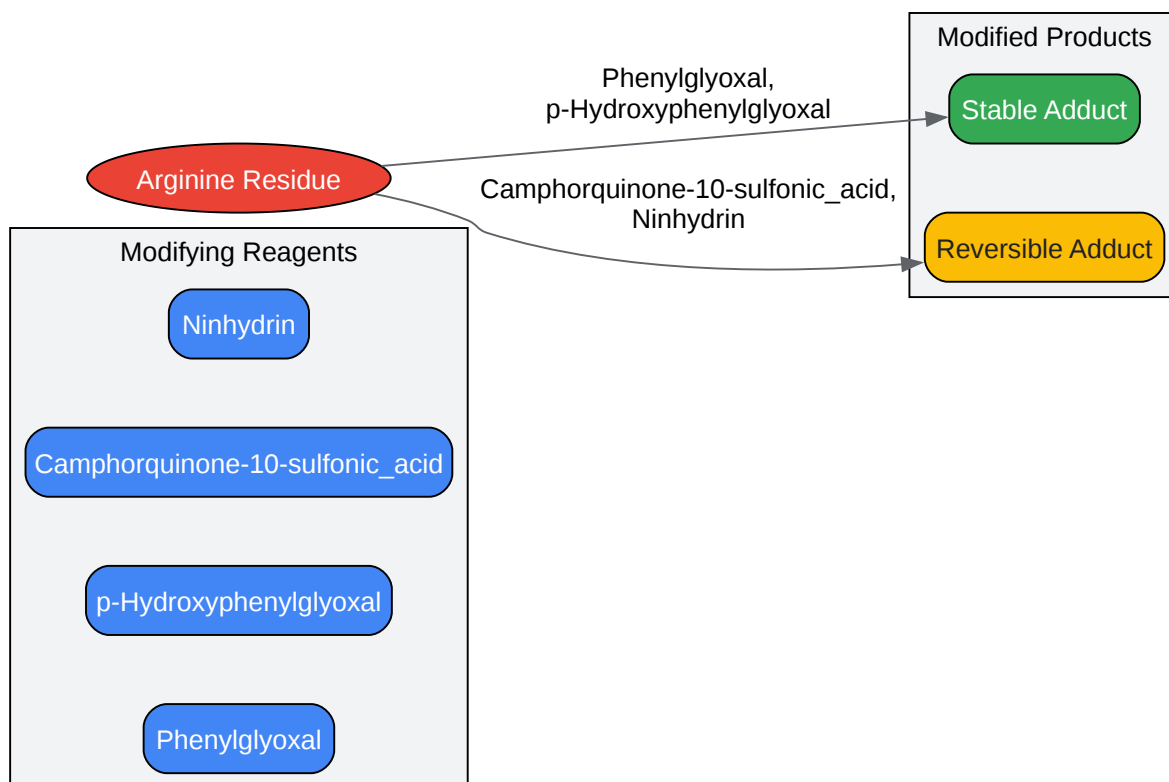 Modified Products
Phenylglyoxal,
p-Hydroxyphenylglyoxal
Stable Adduct
Arginine Residue
Camphorquinone-10-sulfonic_acid,
Ninhydrin
Reversible Adduct
Modifying Reagents
Ninhydrin
Camphorquinone-10-sulfonic_acid
p-Hydroxyphenylglyoxal
Phenylglyoxal